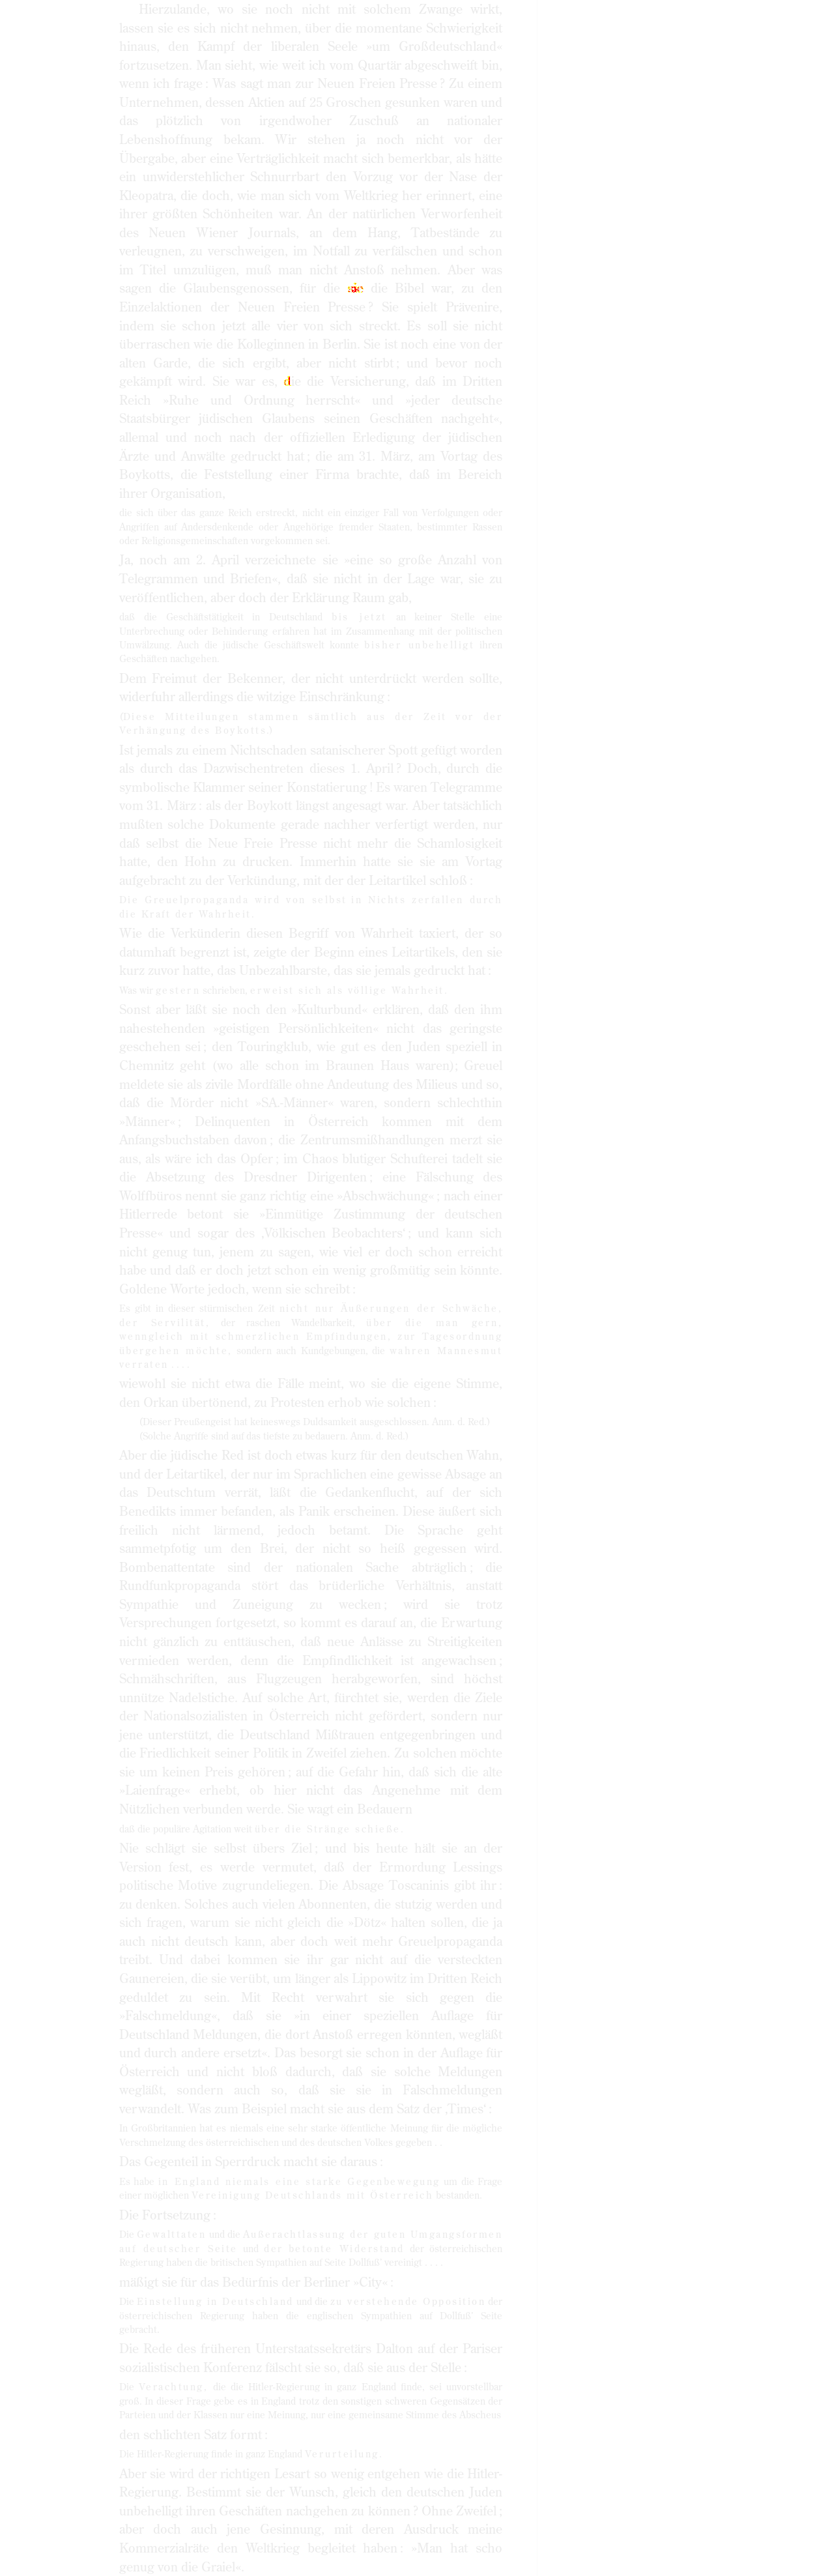 Hierzulande, wo sie noch nicht mit solchem Zwange wirkt,
lassen sie es sich nicht nehmen, über die momentane Schwierigkeit
hinaus, den Kampf der liberalen Seele »um Großdeutschland«
fortzusetzen. Man sieht, wie weit ich vom Quartär abgeschweift bin,
wenn ich frage : Was sagt man zur Neuen Freien Presse ? Zu einem
Unternehmen, dessen Aktien auf 25 Groschen gesunken waren und
das plötzlich von irgendwoher Zuschuß an nationaler
Lebenshoffnung bekam. Wir stehen ja noch nicht vor der
Übergabe, aber eine Verträglichkeit macht sich bemerkbar, als hätte
ein unwiderstehlicher Schnurrbart den Vorzug vor der Nase der
Kleopatra, die doch, wie man sich vom Weltkrieg her erinnert, eine
ihrer größten Schönheiten war. An der natürlichen Verworfenheit
des Neuen Wiener Journals, an dem Hang, Tatbestände zu
verleugnen, zu verschweigen, im Notfall zu verfälschen und schon
im Titel umzulügen, muß man nicht Anstoß nehmen. Aber was
sagen die Glaubensgenossen, für die die Bibel war, zu den
Einzelaktionen der Neuen Freien Presse ? Sie spielt Prävenire,
indem sie schon jetzt alle vier von sich streckt. Es soll sie nicht
überraschen wie die Kolleginnen in Berlin. Sie ist noch eine von der
alten Garde, die sich ergibt, aber nicht stirbt ; und bevor noch
gekämpft wird. Sie war es, die die Versicherung, daß im Dritten
Reich »Ruhe und Ordnung herrscht« und »jeder deutsche
Staatsbürger jüdischen Glaubens seinen Geschäften nachgeht«,
allemal und noch nach der offiziellen Erledigung der jüdischen
Ärzte und Anwälte gedruckt hat ; die am 31. März, am Vortag des
Boykotts, die Feststellung einer Firma brachte, daß im Bereich
ihrer Organisation,
die sich über das ganze Reich erstreckt, nicht ein einziger Fall von Verfolgungen oder
Angriffen auf Andersdenkende oder Angehörige fremder Staaten, bestimmter Rassen
oder Religionsgemeinschaften vorgekommen sei.
Ja, noch am 2. April verzeichnete sie »eine so große Anzahl von
Telegrammen und Briefen«, daß sie nicht in der Lage war, sie zu
veröffentlichen, aber doch der Erklärung Raum gab,
daß die Geschäftstätigkeit in Deutschland bis jetzt an keiner Stelle eine
Unterbrechung oder Behinderung erfahren hat im Zusammenhang mit der politischen
Umwälzung. Auch die jüdische Geschäftswelt konnte bisher unbehelligt ihren
Geschäften nachgehen.
Dem Freimut der Bekenner, der nicht unterdrückt werden sollte,
widerfuhr allerdings die witzige Einschränkung :
(Diese Mitteilungen stammen sämtlich aus der Zeit vor der
Verhängung des Boykotts.)
Ist jemals zu einem Nichtschaden satanischerer Spott gefügt worden
als durch das Dazwischentreten dieses 1. April ? Doch, durch die
symbolische Klammer seiner Konstatierung ! Es waren Telegramme
vom 31. März : als der Boykott längst angesagt war. Aber tatsächlich
mußten solche Dokumente gerade nachher verfertigt werden, nur
daß selbst die Neue Freie Presse nicht mehr die Schamlosigkeit
hatte, den Hohn zu drucken. Immerhin hatte sie sie am Vortag
aufgebracht zu der Verkündung, mit der der Leitartikel schloß :
Die Greuelpropaganda wird von selbst in Nichts zerfallen durch
die Kraft der Wahrheit.
Wie die Verkünderin diesen Begriff von Wahrheit taxiert, der so
datumhaft begrenzt ist, zeigte der Beginn eines Leitartikels, den sie
kurz zuvor hatte, das Unbezahlbarste, das sie jemals gedruckt hat :
Was wir gestern schrieben, erweist sich als völlige Wahrheit.
Sonst aber läßt sie noch den »Kulturbund« erklären, daß den ihm
nahestehenden »geistigen Persönlichkeiten« nicht das geringste
geschehen sei ; den Touringklub, wie gut es den Juden speziell in
Chemnitz geht (wo alle schon im Braunen Haus waren) ; Greuel
meldete sie als zivile Mordfälle ohne Andeutung des Milieus und so,
daß die Mörder nicht »SA.-Männer« waren, sondern schlechthin
»Männer« ; Delinquenten in Österreich kommen mit dem
Anfangsbuchstaben davon ; die Zentrumsmißhandlungen merzt sie
aus, als wäre ich das Opfer ; im Chaos blutiger Schufterei tadelt sie
die Absetzung des Dresdner Dirigenten ; eine Fälschung des
Wolffbüros nennt sie ganz richtig eine »Abschwächung« ; nach einer
Hitlerrede betont sie »Einmütige Zustimmung der deutschen
Presse« und sogar des ‚Völkischen Beobachters‘ ; und kann sich
nicht genug tun, jenem zu sagen, wie viel er doch schon erreicht
habe und daß er doch jetzt schon ein wenig großmütig sein könnte.
Goldene Worte jedoch, wenn sie schreibt :
Es gibt in dieser stürmischen Zeit nicht nur Äußerungen der Schwäche,
der Servilität, der raschen Wandelbarkeit, über die man gern,
wenngleich mit schmerzlichen Empfindungen, zur Tagesordnung
übergehen möchte, sondern auch Kundgebungen, die wahren Mannesmut
verraten . . . .
wiewohl sie nicht etwa die Fälle meint, wo sie die eigene Stimme,
den Orkan übertönend, zu Protesten erhob wie solchen :
(Dieser Preußengeist hat keineswegs Duldsamkeit ausgeschlossen. Anm. d. Red.)
(Solche Angriffe sind auf das tiefste zu bedauern. Anm. d. Red.)
Aber die jüdische Red ist doch etwas kurz für den deutschen Wahn,
und der Leitartikel, der nur im Sprachlichen eine gewisse Absage an
das Deutschtum verrät, läßt die Gedankenflucht, auf der sich
Benedikts immer befanden, als Panik erscheinen. Diese äußert sich
freilich nicht lärmend, jedoch betamt. Die Sprache geht
sammetpfotig um den Brei, der nicht so heiß gegessen wird.
Bombenattentate sind der nationalen Sache abträglich ; die
Rundfunkpropaganda stört das brüderliche Verhältnis, anstatt
Sympathie und Zuneigung zu wecken ; wird sie trotz
Versprechungen fortgesetzt, so kommt es darauf an, die Erwartung
nicht gänzlich zu enttäuschen, daß neue Anlässe zu Streitigkeiten
vermieden werden, denn die Empfindlichkeit ist angewachsen ;
Schmähschriften, aus Flugzeugen herabgeworfen, sind höchst
unnütze Nadelstiche. Auf solche Art, fürchtet sie, werden die Ziele
der Nationalsozialisten in Österreich nicht gefördert, sondern nur
jene unterstützt, die Deutschland Mißtrauen entgegenbringen und
die Friedlichkeit seiner Politik in Zweifel ziehen. Zu solchen möchte
sie um keinen Preis gehören ; auf die Gefahr hin, daß sich die alte
»Laienfrage« erhebt, ob hier nicht das Angenehme mit dem
Nützlichen verbunden werde. Sie wagt ein Bedauern
daß die populäre Agitation weit über die Stränge schieße
Nie schlägt sie selbst übers Ziel ; und bis heute hält sie an der
Version fest, es werde vermutet, daß der Ermordung Lessings
politische Motive zugrundeliegen. Die Absage Toscaninis gibt ihr :
zu denken. Solches auch vielen Abonnenten, die stutzig werden und
sich fragen, warum sie nicht gleich die »Dötz« halten sollen, die ja
auch nicht deutsch kann, aber doch weit mehr Greuelpropaganda
treibt. Und dabei kommen sie ihr gar nicht auf die versteckten
Gaunereien, die sie verübt, um länger als Lippowitz im Dritten Reich
geduldet zu sein. Mit Recht verwahrt sie sich gegen die
»Falschmeldung«, daß sie »in einer speziellen Auflage für
Deutschland Meldungen, die dort Anstoß erregen könnten, wegläßt
und durch andere ersetzt«. Das besorgt sie schon in der Auflage für
Österreich und nicht bloß dadurch, daß sie solche Meldungen
wegläßt, sondern auch so, daß sie sie in Falschmeldungen
verwandelt. Was zum Beispiel macht sie aus dem Satz der ‚Times‘ :
In Großbritannien hat es niemals eine sehr starke öffentliche Meinung für die mögliche
Verschmelzung des österreichischen und des deutschen Volkes gegeben . .
Das Gegenteil in Sperrdruck macht sie daraus :
Es habe in England niemals eine starke Gegenbewegung um die Frage
einer möglichen Vereinigung Deutschlands mit Österreich bestanden.
Die Fortsetzung :
Die Gewalttaten und die Außerachtlassung der guten Umgangsformen
auf deutscher Seite und der betonte Widerstand der österreichischen
Regierung haben die britischen Sympathien auf Seite Dollfuß' vereinigt . . . .
mäßigt sie für das Bedürfnis der Berliner »City« :
Die Einstellung in Deutschland und die zu verstehende Opposition der
österreichischen Regierung haben die englischen Sympathien auf Dollfuß' Seite
gebracht.
Die Rede des früheren Unterstaatssekretärs Dalton auf der Pariser
sozialistischen Konferenz fälscht sie so, daß sie aus der Stelle :
Die Verachtung, die die Hitler-Regierung in ganz England finde, sei unvorstellbar
groß. In dieser Frage gebe es in England trotz den sonstigen schweren Gegensätzen der
Parteien und der Klassen nur eine Meinung, nur eine gemeinsame Stimme des Abscheus
den schlichten Satz formt :
Die Hitler-Regierung finde in ganz England Verurteilung.
Aber sie wird der richtigen Lesart so wenig entgehen wie die Hitler-
Regierung. Bestimmt sie der Wunsch, gleich den deutschen Juden
unbehelligt ihren Geschäften nachgehen zu können ? Ohne Zweifel ;
aber doch auch jene Gesinnung, mit deren Ausdruck meine
Kommerzialräte den Weltkrieg begleitet haben : »Man hat scho
genug von die Graiel«.